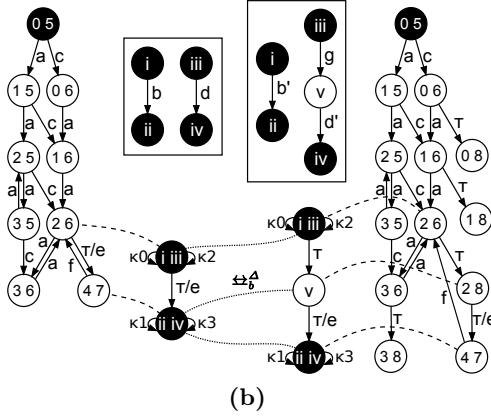 0 5
a c
1 5 0 6
a c a
2 5 1 6
a a c a
3 5 2 6
c a a τ/e
f
3 6 4 7
i iii
b d
ii iv
iii
i g
b' v
ii d'
iv
κ0 i iii κ2
τ/e
κ1 ii iv κ3
κ0 i iii κ2
τ
v
τ/e
κ1 ii iv κ3
0 5
a c
1 5 0 6
a c a τ
2 5 1 6 0 8
a a c a τ
3 5 2 6 1 8
c a a τ
3 6 2 8
τ f τ/e
3 8 4 7
(b)